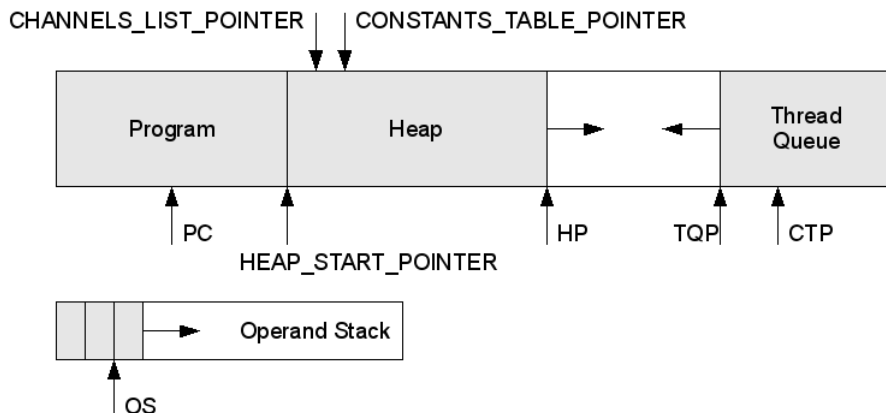 CHANNELS_LIST_POINTER
CONSTANTS_TABLE_POINTER
Program
Heap
Thread
Queue
PC
HP
TQP
CTP
HEAP_START_POINTER
Operand Stack
OS